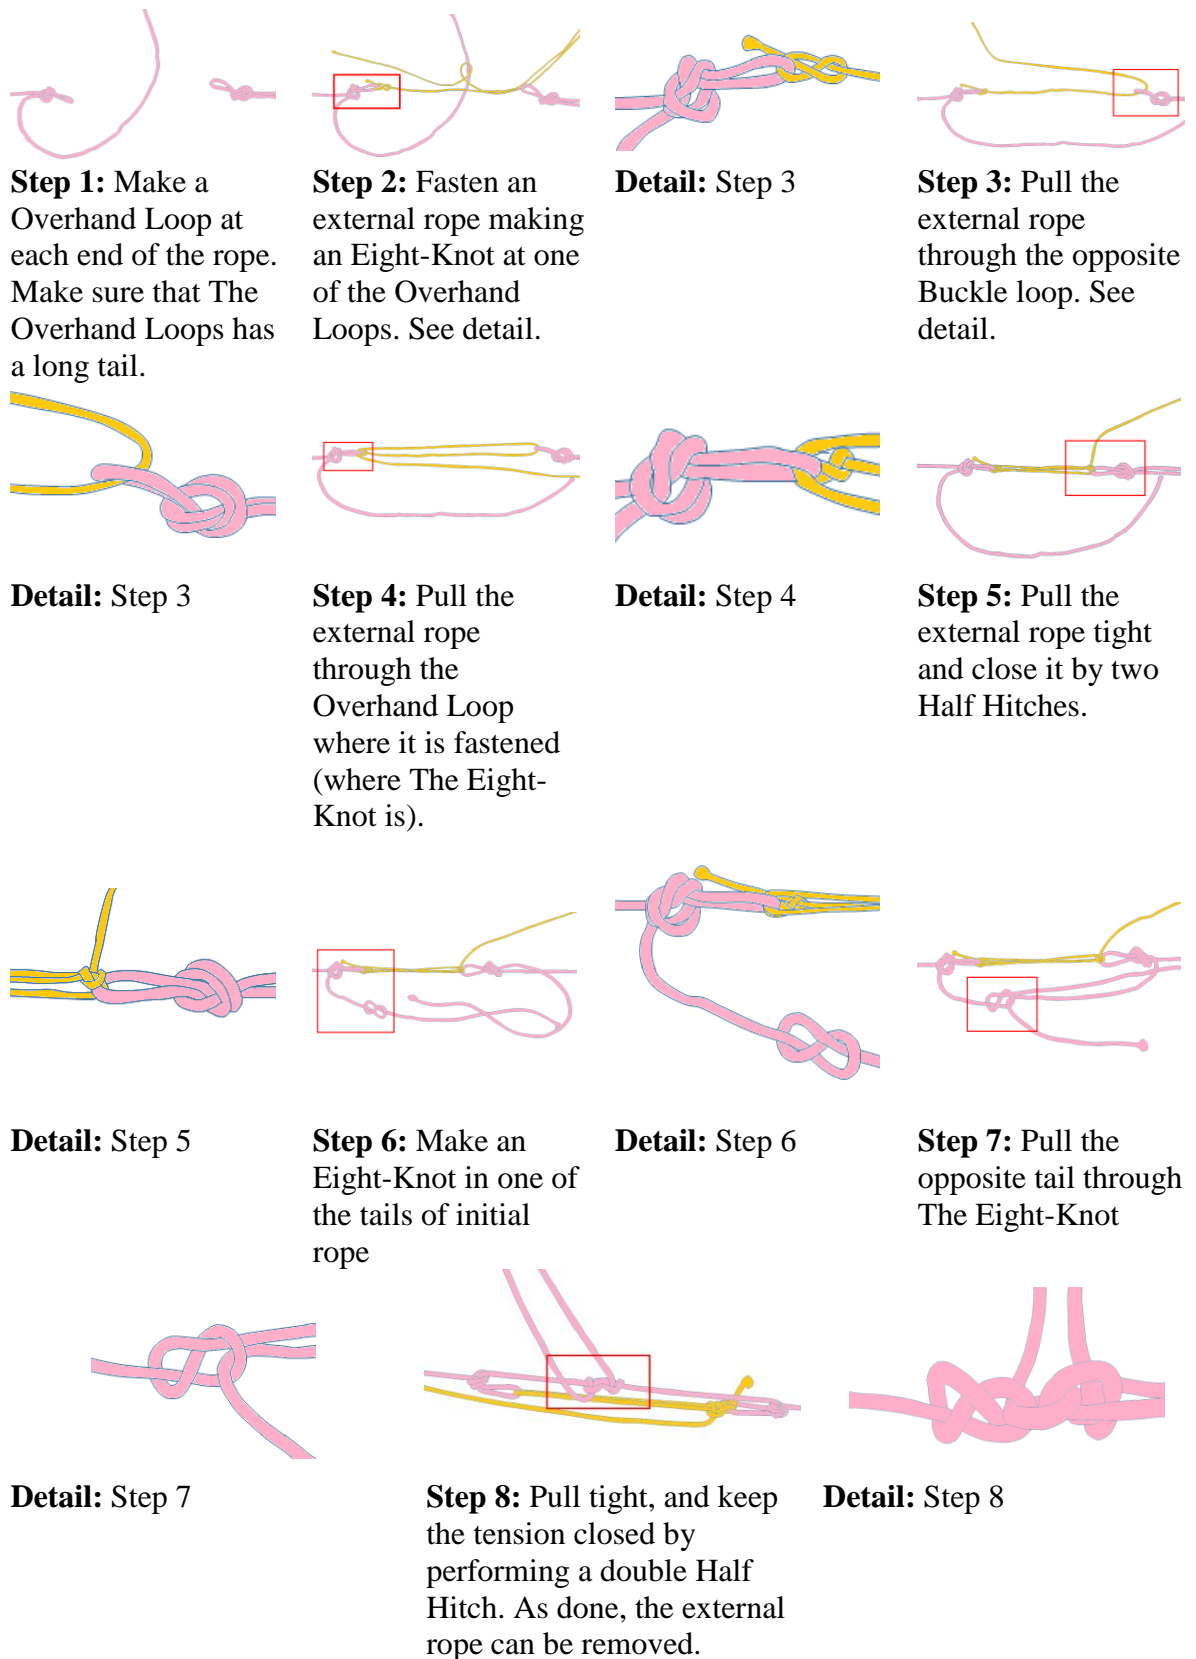 Step 1: Make a
Overhand Loop at
each end of the rope.
Make sure that The
Overhand Loops has
a long tail.
Step 2: Fasten an
external rope making
an Eight-Knot at one
of the Overhand
Loops. See detail.
Detail: Step 3
Step 3: Pull the
external rope
through the opposite
Buckle loop. See
detail.
Detail: Step 3
Step 4: Pull the
external rope
through the
Overhand Loop
where it is fastened
(where The Eight-
Knot is).
Detail: Step 4
Step 5: Pull the
external rope tight
and close it by two
Half Hitches.
Detail: Step 5
Step 6: Make an
Eight-Knot in one of
the tails of initial
rope
Detail: Step 6
Step 7: Pull the
opposite tail through
The Eight-Knot
Detail: Step 7
Step 8: Pull tight, and keep
the tension closed by
performing a double Half
Hitch. As done, the external
rope can be removed.
Detail: Step 8